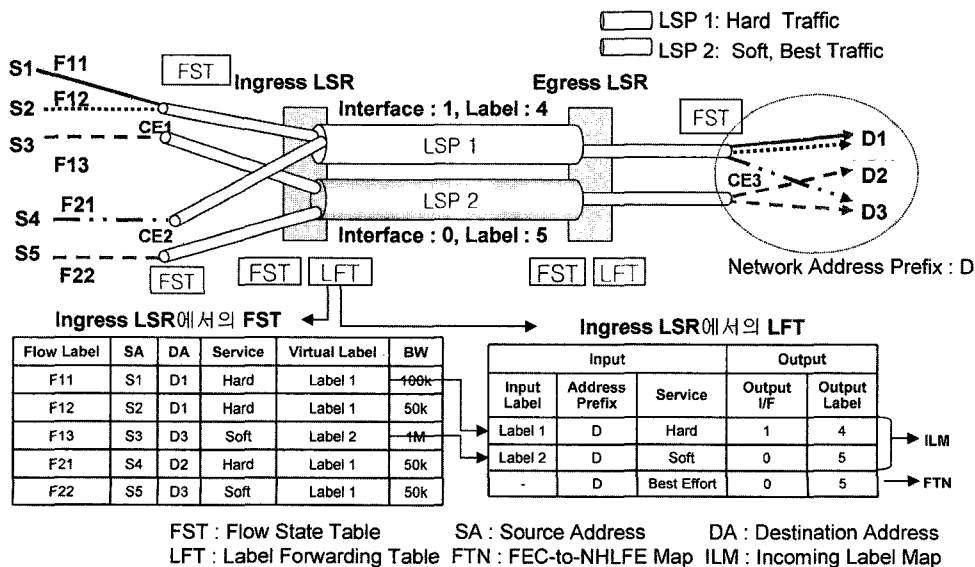 LSP 1: Hard Traffic
LSP 2: Soft, Best Traffic
S1 F11
FST
Ingress LSR
Egress LSR
S2 F12
Interface : 1, Label : 4
FST
S3
CE1
LSP 1
D1
F13
CE3
D2
S4 F21
LSP 2
D3
CE2
S5
Interface : 0, Label : 5
F22
FST
FST
LFT
FST
LFT
Network Address Prefix : D
Ingress LSR에서의 FST
Flow Label SA DA Service Virtual Label BW
F11 S1 D1 Hard Label 1 100k
F12 S2 D1 Hard Label 1 50k
F13 S3 D3 Soft Label 2 1M
F21 S4 D2 Hard Label 1 50k
F22 S5 D3 Soft Label 1 50k
Ingress LSR에서의 LFT
Input Output
Input Label Address Prefix Service Output I/F Output Label
Label 1 D Hard 1 4
Label 2 D Soft 0 5
- D Best Effort 0 5
ILM
FTN
FST : Flow State Table SA : Source Address DA : Destination Address
LFT : Label Forwarding Table FTN : FEC-to-NHLFE Map ILM : Incoming Label Map